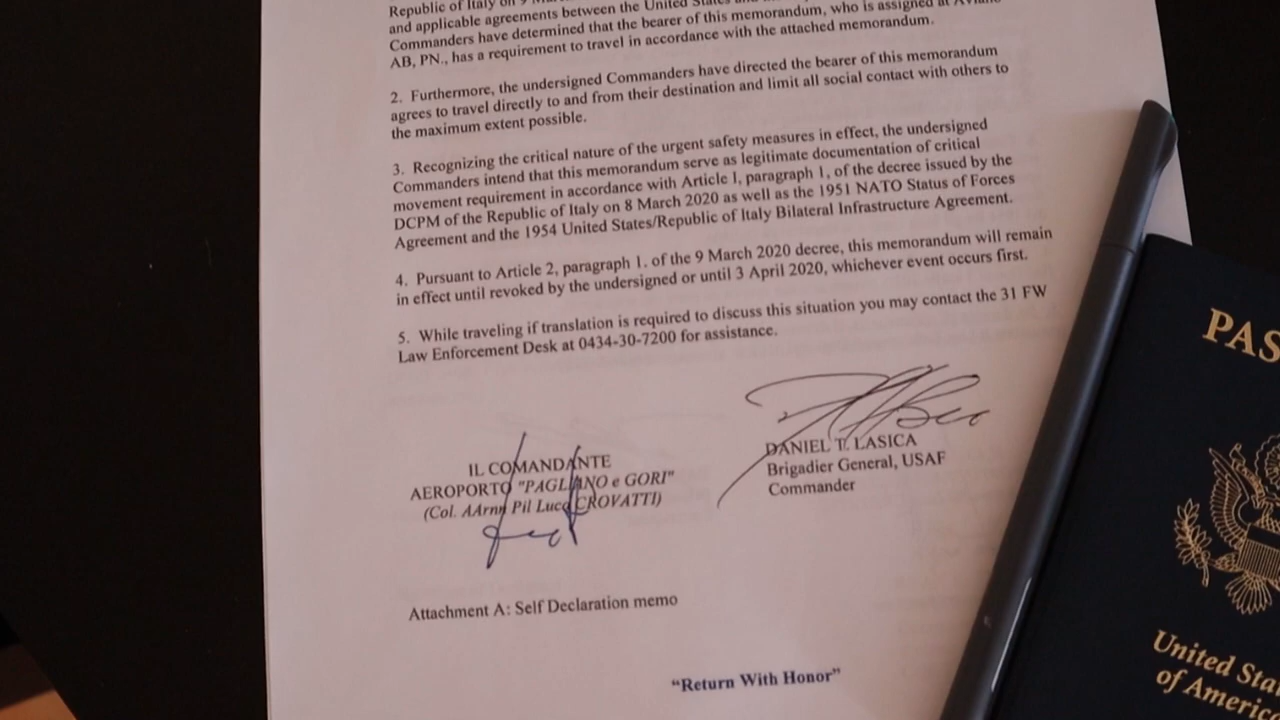 Republic of Italy on 9
and applicable agreements between the United States
Commanders have determined that the bearer of this memorandum, who is assigned at Aviano
AB, PN., has a requirement to travel in accordance with the attached memorandum.
2. Furthermore, the undersigned Commanders have directed the bearer of this memorandum
agrees to travel directly to and from their destination and limit all social contact with others to
the maximum extent possible.
3. Recognizing the critical nature of the urgent safety measures in effect, the undersigned
Commanders intend that this memorandum serve as legitimate documentation of critical
movement requirement in accordance with Article 1, paragraph 1, of the decree issued by the
DCPM of the Republic of Italy on 8 March 2020 as well as the 1951 NATO Status of Forces
Agreement and the 1954 United States/Republic of Italy Bilateral Infrastructure Agreement.
4. Pursuant to Article 2, paragraph 1. of the 9 March 2020 decree, this memorandum will remain
in effect until revoked by the undersigned or until 3 April 2020, whichever event occurs first.
5. While traveling if translation is required to discuss this situation you may contact the 31 FW
Law Enforcement Desk at 0434-30-7200 for assistance.
IL COMANDANTE
AEROPORTO "PAGLIANO e GORI"
(Col. AArnn Pil Luca CROVATTI)
DANIEL T. LASICA
Brigadier General, USAF
Commander
Attachment A: Self Declaration memo
“Return With Honor”
PAS
United Sta
of Americ